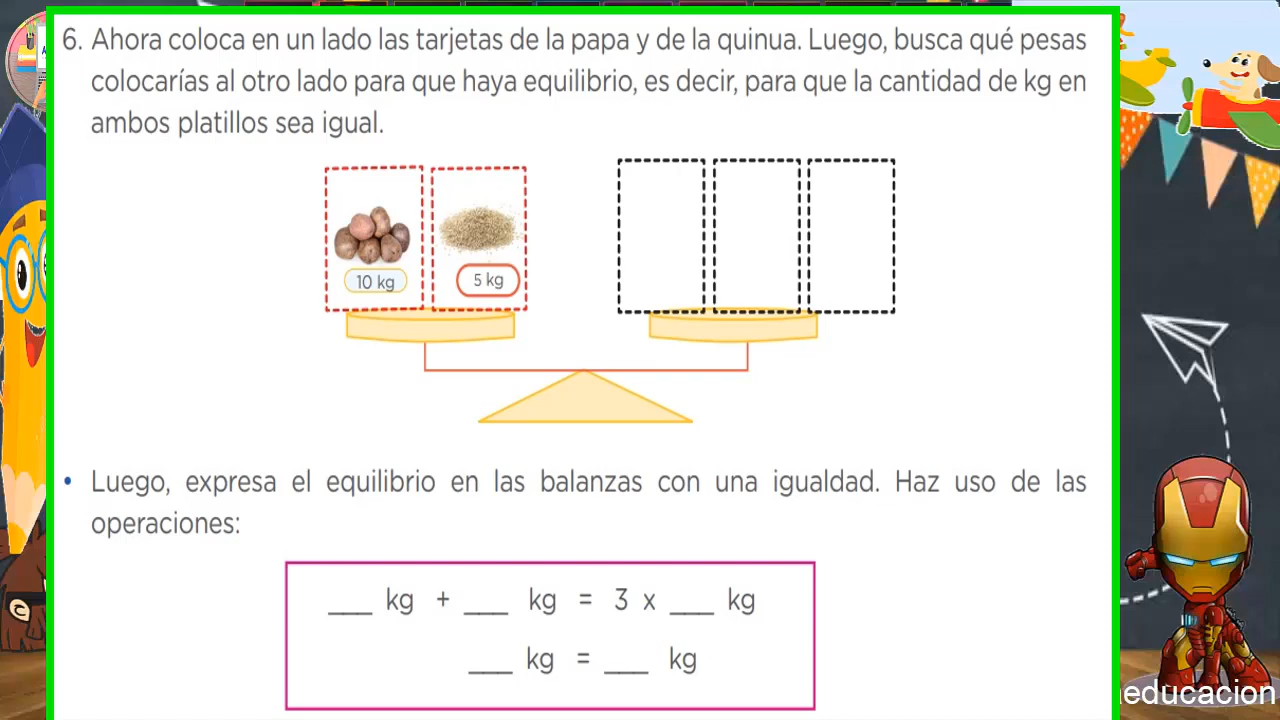 6. Ahora coloca en un lado las tarjetas de la papa y de la quinua. Luego, busca qué pesas
colocarías al otro lado para que haya equilibrio, es decir, para que la cantidad de kg en
ambos platillos sea igual.
10 kg
5 kg
• Luego, expresa el equilibrio en las balanzas con una igualdad. Haz uso de las
operaciones:
___ kg + ___ kg = 3 x ___ kg
___ kg = ___ kg
educacion